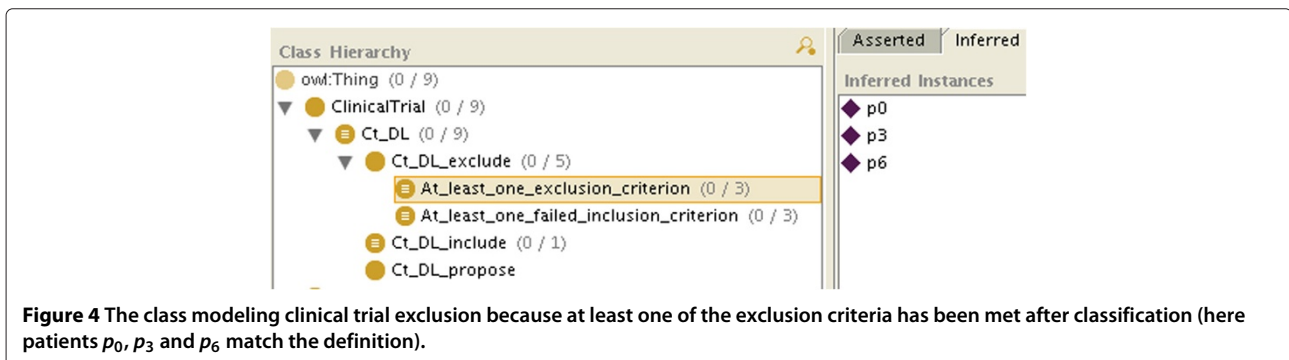 Class Hierarchy
owl:Thing (0 / 9)
ClinicalTrial (0 / 9)
Ct_DL (0 / 9)
Ct_DL_exclude (0 / 5)
At_least_one_exclusion_criterion (0 / 3)
At_least_one_failed_inclusion_criterion (0 / 3)
Ct_DL_include (0 / 1)
Ct_DL_propose
Asserted Inferred
Inferred Instances
p0
p3
p6
Figure 4 The class modeling clinical trial exclusion because at least one of the exclusion criteria has been met after classification (here
patients p0, p3 and p6 match the definition).